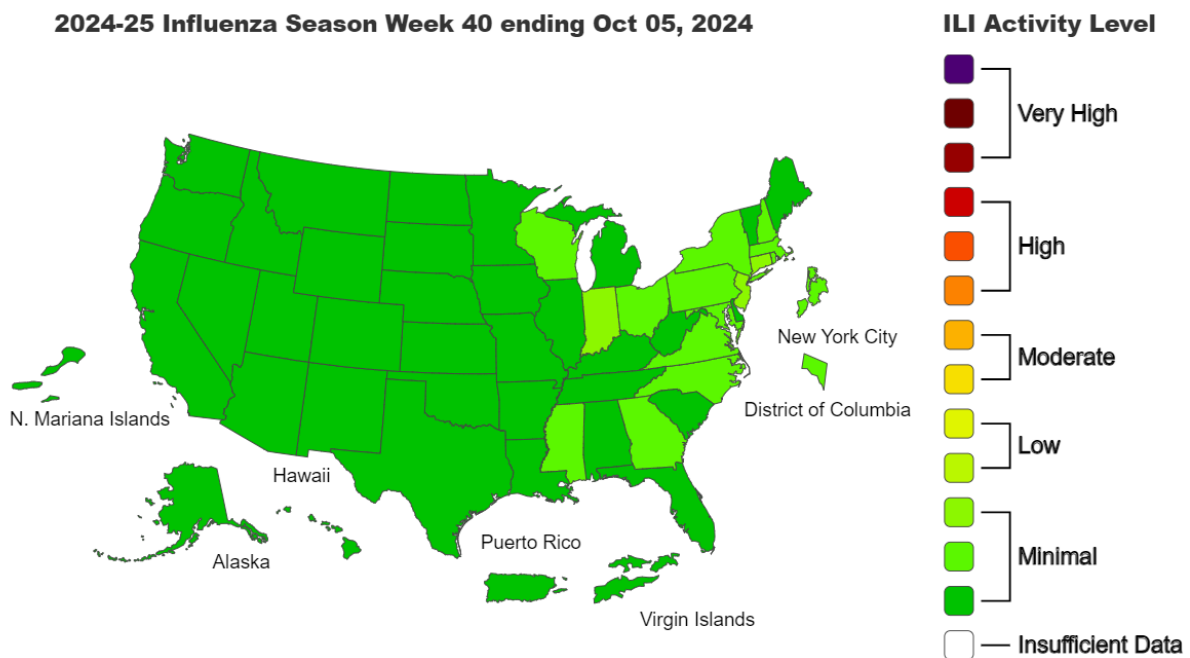 2024-25 Influenza Season Week 40 ending Oct 05, 2024
ILI Activity Level
Very High
High
Moderate
Low
Minimal
Insufficient Data
New York City
District of Columbia
N. Mariana Islands
Hawaii
Alaska
Puerto Rico
Virgin Islands